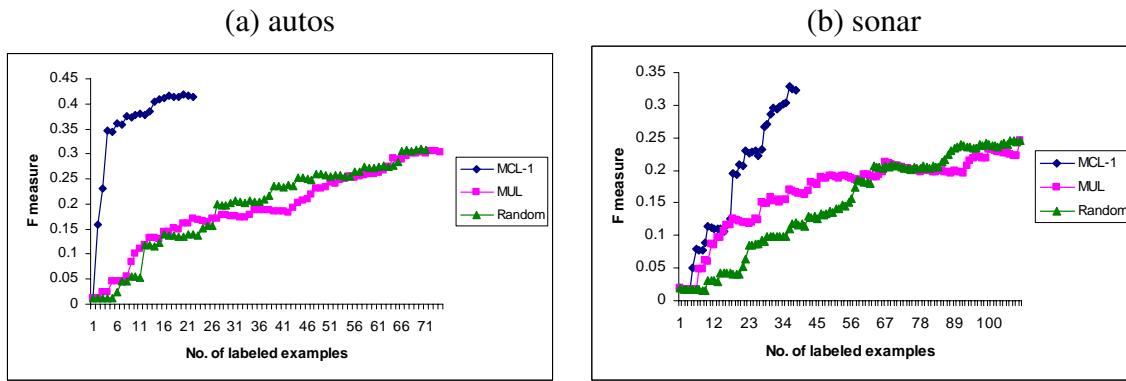 (a) autos
F measure
0.45
0.4
0.35
0.3
0.25
0.2
0.15
0.1
0.05
0
1 6 11 16 21 26 31 36 41 46 51 56 61 66 71
No. of labeled examples
MCL-1
MUL
Random
(b) sonar
F measure
0.35
0.3
0.25
0.2
0.15
0.1
0.05
0
1 12 23 34 45 56 67 78 89 100
No. of labeled examples
MCL-1
MUL
Random